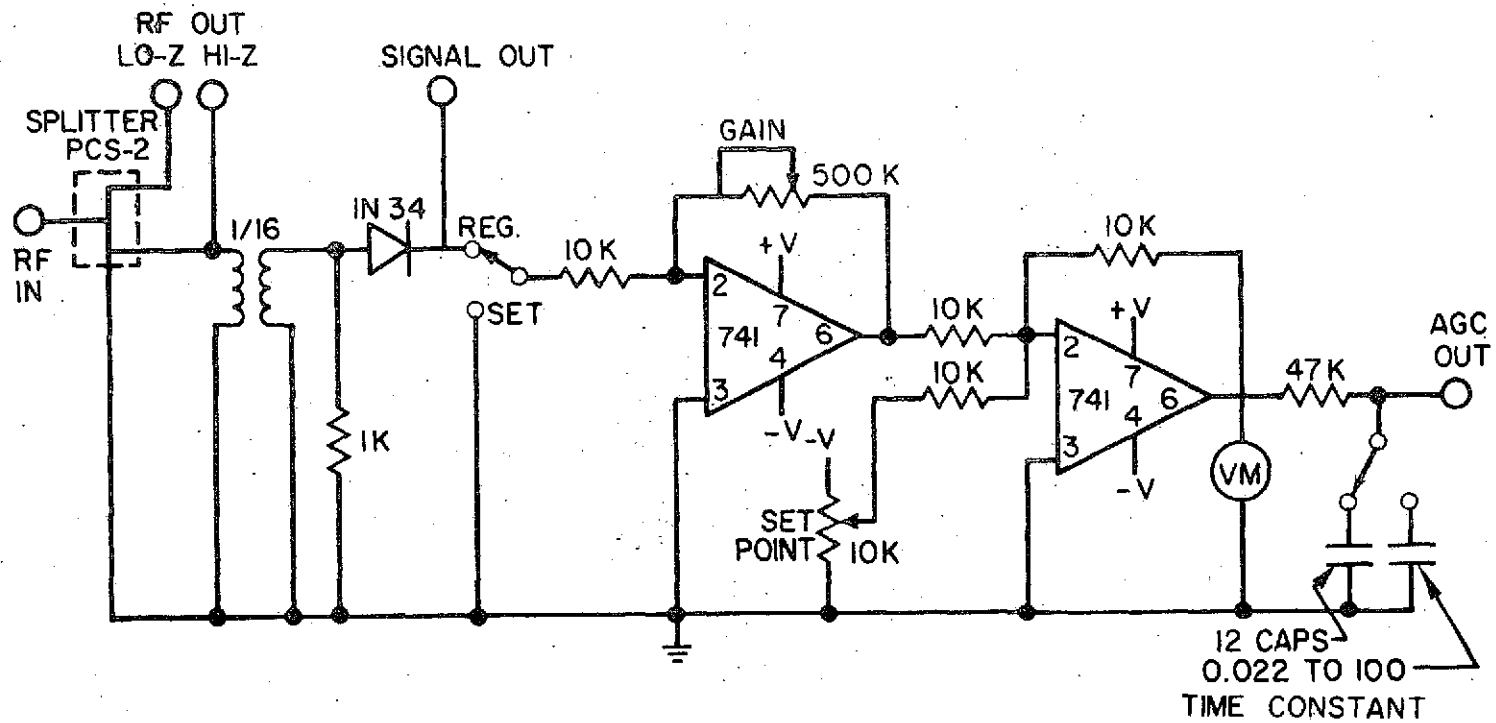 RF OUT
LO-Z HI-Z
SIGNAL OUT
SPLITTER
PCS-2
GAIN
500 K
RF
IN
1/16
IN 34
REG.
10 K
SET
1K
+V
2
7
741
6
4
3
-V
10 K
10 K
10 K
-V
SET
POINT
10K
+V
2
7
741
6
4
3
-V
VM
47 K
AGC
OUT
12 CAPS
0.022 TO 100
TIME CONSTANT